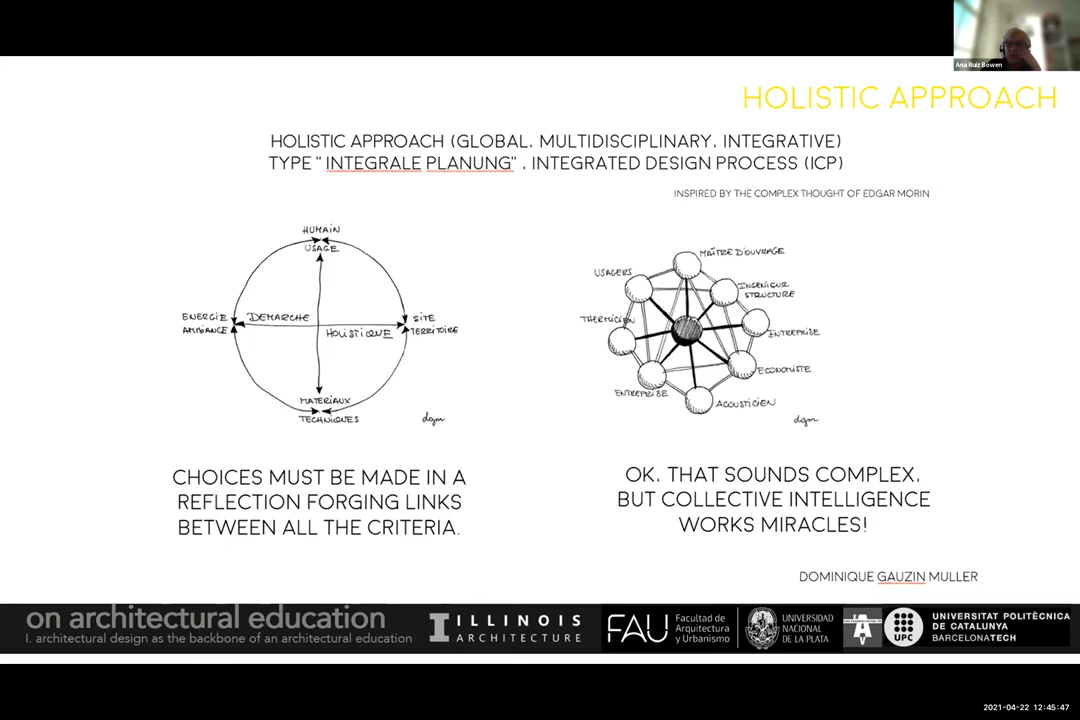 Ana Ruiz Bowen
HOLISTIC APPROACH
HOLISTIC APPROACH (GLOBAL, MULTIDISCIPLINARY, INTEGRATIVE)
TYPE " INTEGRALE PLANUNG" , INTEGRATED DESIGN PROCESS (ICP)
INSPIRED BY THE COMPLEX THOUGHT OF EDGAR MORIN
HUMAIN
USAGE
ENERGIE
AMBIANCE
DEMARCHE
HOLISTIQUE
SITE
TERRITOIRE
MATERIAUX
TECHNIQUES
dgm
MAÎTRE D'OUVRAGE
USAGERS
INGENIEUR
STRUCTURE
THERMICIEN
ENTREPRISE
ECONOMISTE
ENTREPRISE
ACOUSTICIEN
dgm
CHOICES MUST BE MADE IN A
REFLECTION FORGING LINKS
BETWEEN ALL THE CRITERIA.
OK, THAT SOUNDS COMPLEX,
BUT COLLECTIVE INTELLIGENCE
WORKS MIRACLES!
DOMINIQUE GAUZIN MULLER
on architectural education
I. architectural design as the backbone of an architectural education
ILLINOIS
ARCHITECTURE
FAU
Facultad de
Arquitectura
y Urbanismo
UNIVERSIDAD
NACIONAL
DE LA PLATA
UPC
UNIVERSITAT POLITÈCNICA
DE CATALUNYA
BARCELONATECH
2021-04-22 12:45:47